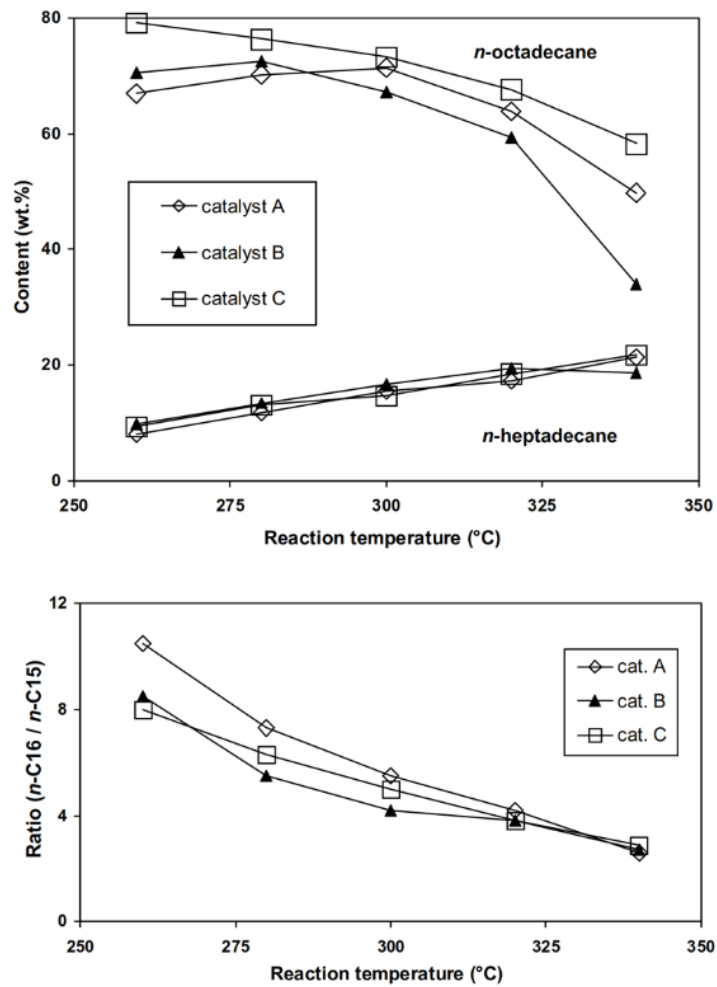 80
60
40
20
0
Content (wt.%)
n-octadecane
catalyst A
catalyst B
catalyst C
n-heptadecane
250 275 300 325 350
Reaction temperature (°C)
12
8
4
0
Ratio (n-C16 / n-C15)
cat. A
cat. B
cat. C
250 275 300 325 350
Reaction temperature (°C)